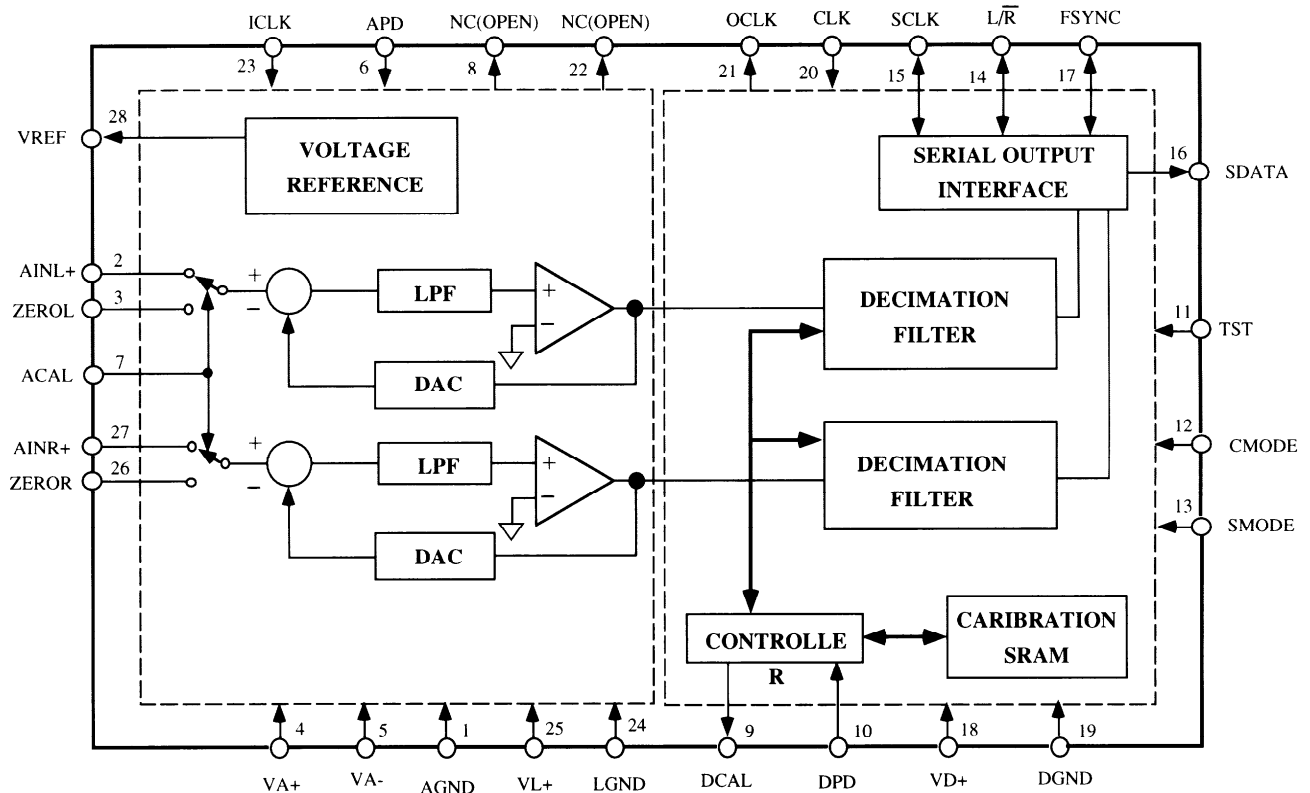 ICLK
APD
NC(OPEN)
NC(OPEN)
OCLK
CLK
SCLK
L/R̅
FSYNC
23
6
8
22
21
20
15
14
17
28
VREF
VOLTAGE
REFERENCE
SERIAL OUTPUT
INTERFACE
16
SDATA
AINL+
2
+
−
LPF
+
−
DECIMATION
FILTER
ZEROL
3
11
TST
ACAL
7
DAC
AINR+
27
+
−
LPF
+
−
DECIMATION
FILTER
12
CMODE
ZEROR
26
13
SMODE
DAC
CONTROLLE
R
CARIBRATION
SRAM
4
5
1
25
24
9
10
18
19
VA+
VA-
AGND
VL+
LGND
DCAL
DPD
VD+
DGND